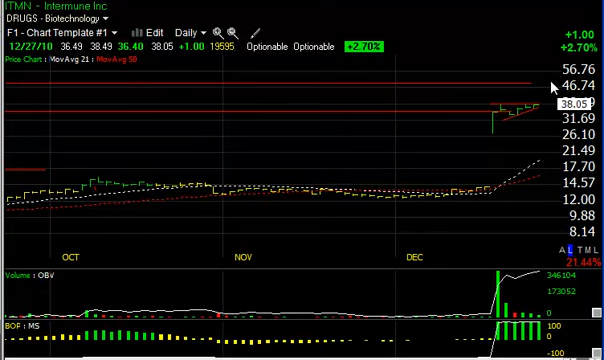 ITMN - Intermune Inc
DRUGS - Biotechnology
F1 - Chart Template #1 Edit Daily
+1.00
12/27/10 36.49 38.49 36.40 38.05 +1.00 19595 Optionable Optionable +2.70% +2.70%
Price Chart : MovAvg 21 : MovAvg 50
56.76
46.74
38.05
31.69
26.10
21.49
17.70
14.57
12.00
9.88
8.14
A L T M L
OCT NOV DEC 21.44%
Volume : OBV
346104
173052
0
BOP : MS
100
0
-100